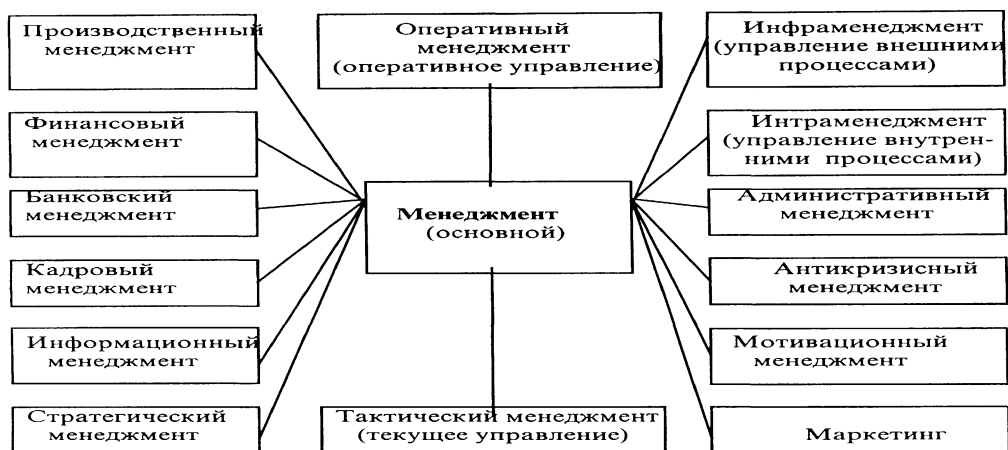 Производственный
менеджмент
Финансовый
менеджмент
Банковский
менеджмент
Кадровый
менеджмент
Информационный
менеджмент
Стратегический
менеджмент
Оперативный
менеджмент
(оперативное управление)
Менеджмент
(основной)
Тактический менеджмент
(текущее управление)
Инфраменеджмент
(управление внешними
процессами)
Интраменеджмент
(управление внутрен-
ними процессами)
Административный
менеджмент
Антикризисный
менеджмент
Мотивационный
менеджмент
Маркетинг